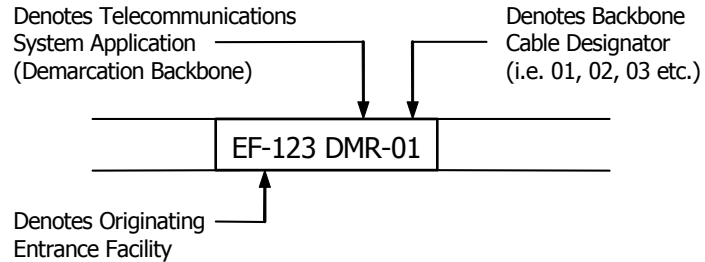 Denotes Telecommunications
System Application
(Demarcation Backbone)
Denotes Backbone
Cable Designator
(i.e. 01, 02, 03 etc.)
EF-123 DMR-01
Denotes Originating
Entrance Facility